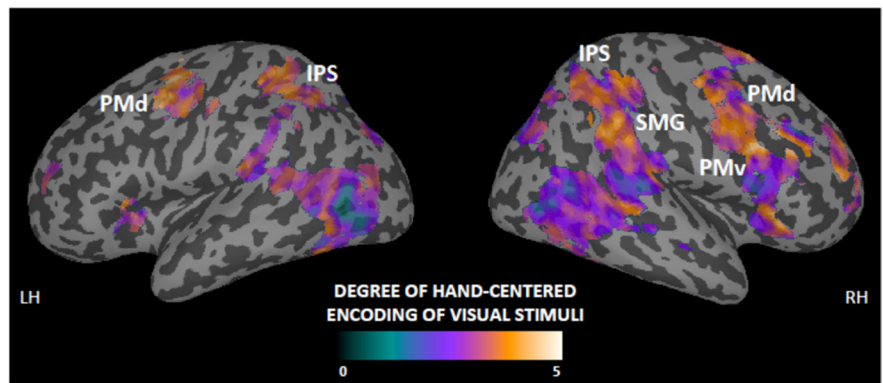 IPS
PMd
IPS
PMd
SMG
PMv
LH
RH
DEGREE OF HAND-CENTERED
ENCODING OF VISUAL STIMULI
0
5